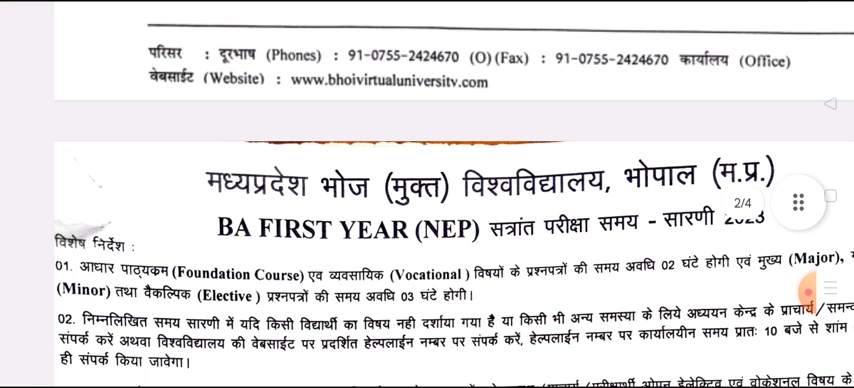 परिसर : दूरभाष (Phones) : 91-0755-2424670 (O) (Fax) : 91-0755-2424670 कार्यालय (Office)
वेबसाईट (Website) : www.bhojvirtualuniversity.com
मध्यप्रदेश भोज (मुक्त) विश्वविद्यालय, भोपाल (म.प्र.)
2/4
BA FIRST YEAR (NEP) सत्रांत परीक्षा समय - सारणी 2023
विशेष निर्देश :
01. आधार पाठ्यकम (Foundation Course) एव व्यवसायिक (Vocational ) विषयों के प्रश्नपत्रों की समय अवधि 02 घंटे होगी एवं मुख्य (Major),
(Minor) तथा वैकल्पिक (Elective ) प्रश्नपत्रों की समय अवधि 03 घंटे होगी।
02. निम्नलिखित समय सारणी में यदि किसी विद्यार्थी का विषय नही दर्शाया गया है या किसी भी अन्य समस्या के लिये अध्ययन केन्द्र के प्राचार्य/
संपर्क करें अथवा विश्वविद्यालय की वेबसाईट पर प्रदर्शित हेल्पलाईन नम्बर पर संपर्क करें, हेल्पलाईन नम्बर पर कार्यालयीन समय प्रातः 10 बजे से शांम
ही संपर्क किया जावेगा।